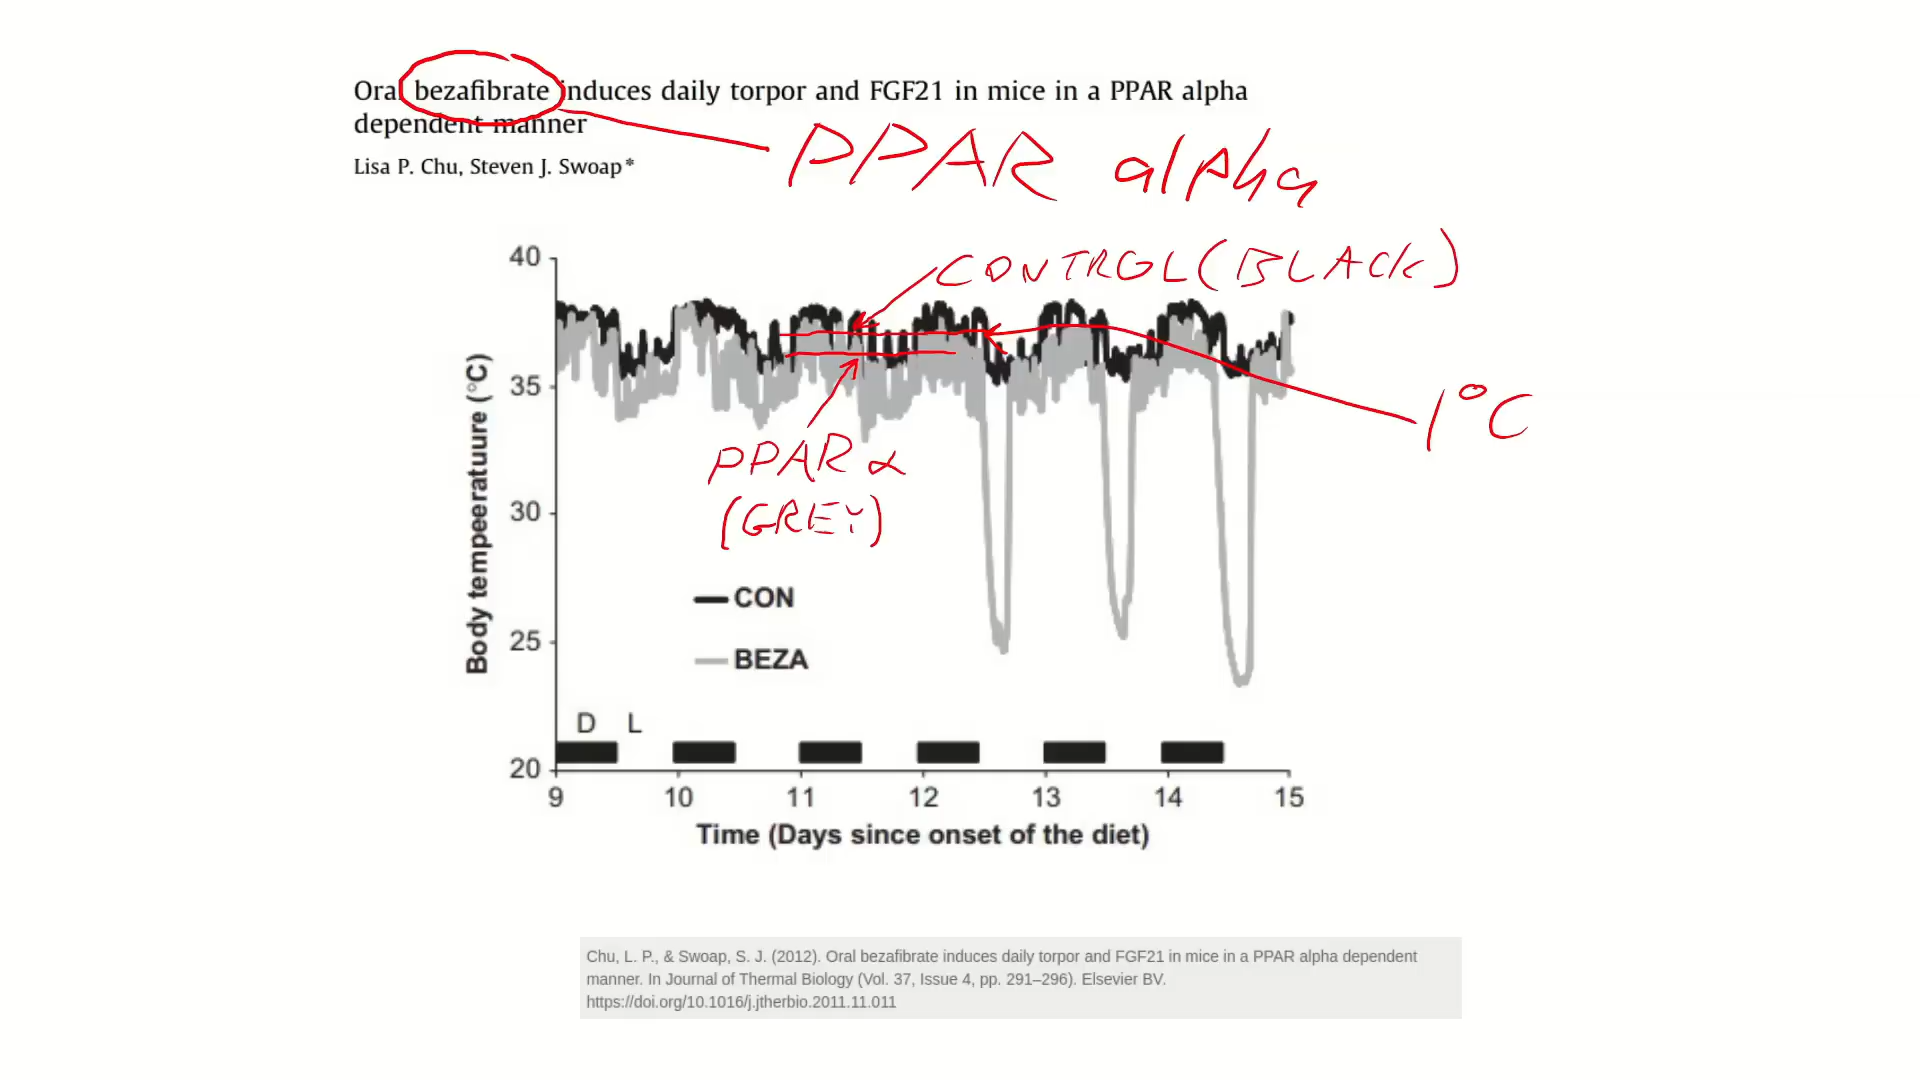 Oral bezafibrate induces daily torpor and FGF21 in mice in a PPAR alpha
dependent manner
Lisa P. Chu, Steven J. Swoap*
PPAR alpha
CONTROL (BLACK)
1°C
PPAR α
(GREY)
40
35
30
25
20
Body tempeerature (°C)
CON
BEZA
D L
9 10 11 12 13 14 15
Time (Days since onset of the diet)
Chu, L. P., & Swoap, S. J. (2012). Oral bezafibrate induces daily torpor and FGF21 in mice in a PPAR alpha dependent
manner. In Journal of Thermal Biology (Vol. 37, Issue 4, pp. 291–296). Elsevier BV.
https://doi.org/10.1016/j.jtherbio.2011.11.011